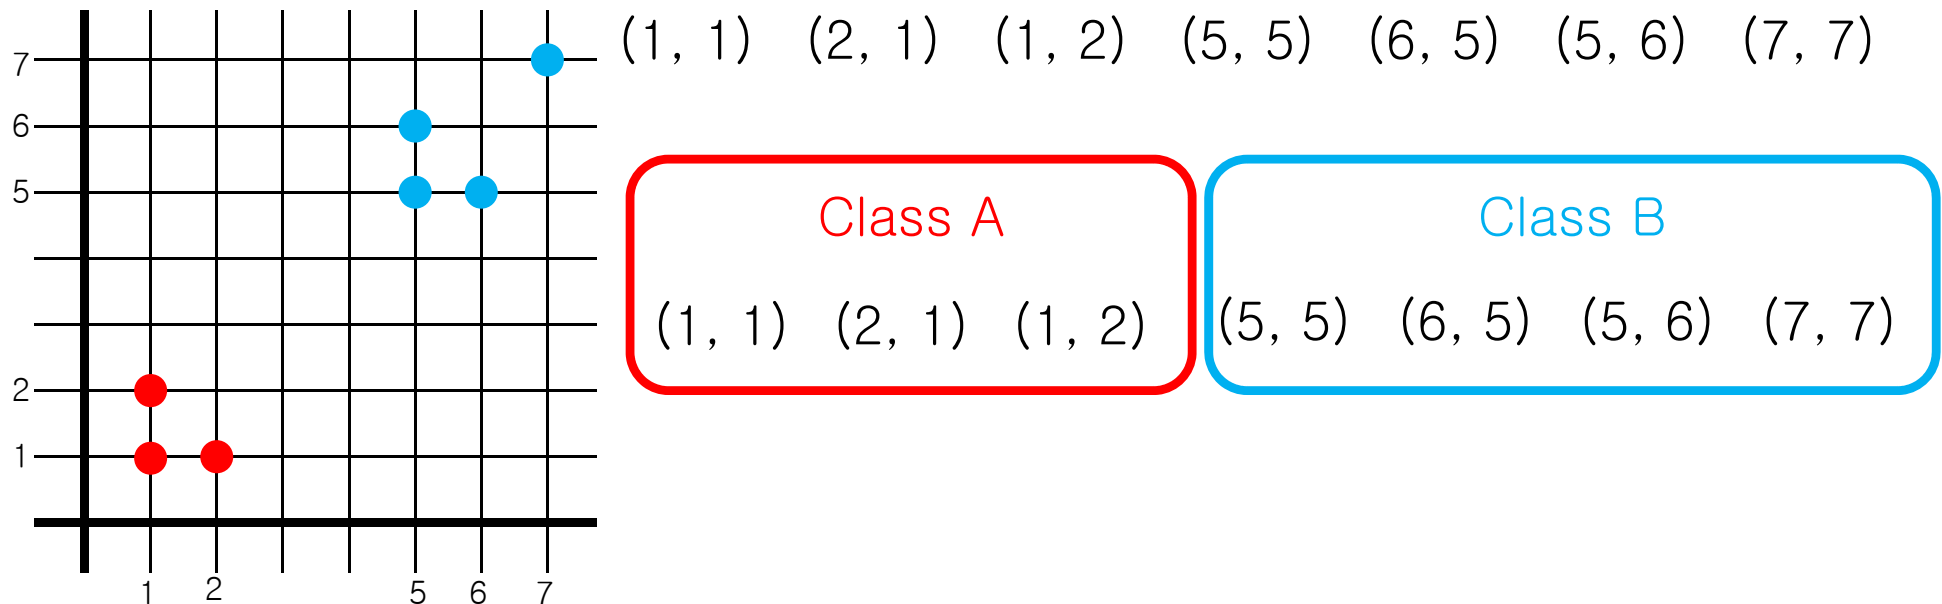 7
6
5
2
1
1 2 5 6 7
(1, 1) (2, 1) (1, 2) (5, 5) (6, 5) (5, 6) (7, 7)
Class A
(1, 1) (2, 1) (1, 2)
Class B
(5, 5) (6, 5) (5, 6) (7, 7)